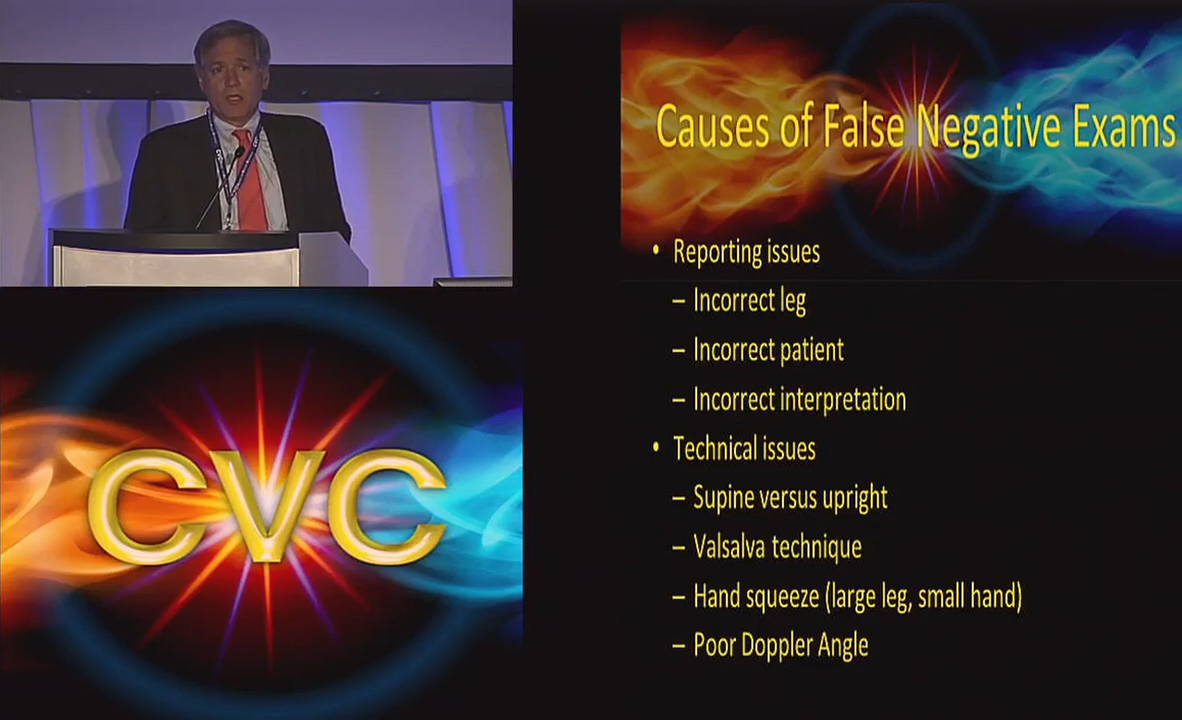 Causes of False Negative Exams
• Reporting issues
– Incorrect leg
– Incorrect patient
– Incorrect interpretation
• Technical issues
– Supine versus upright
– Valsalva technique
– Hand squeeze (large leg, small hand)
– Poor Doppler Angle
CVC